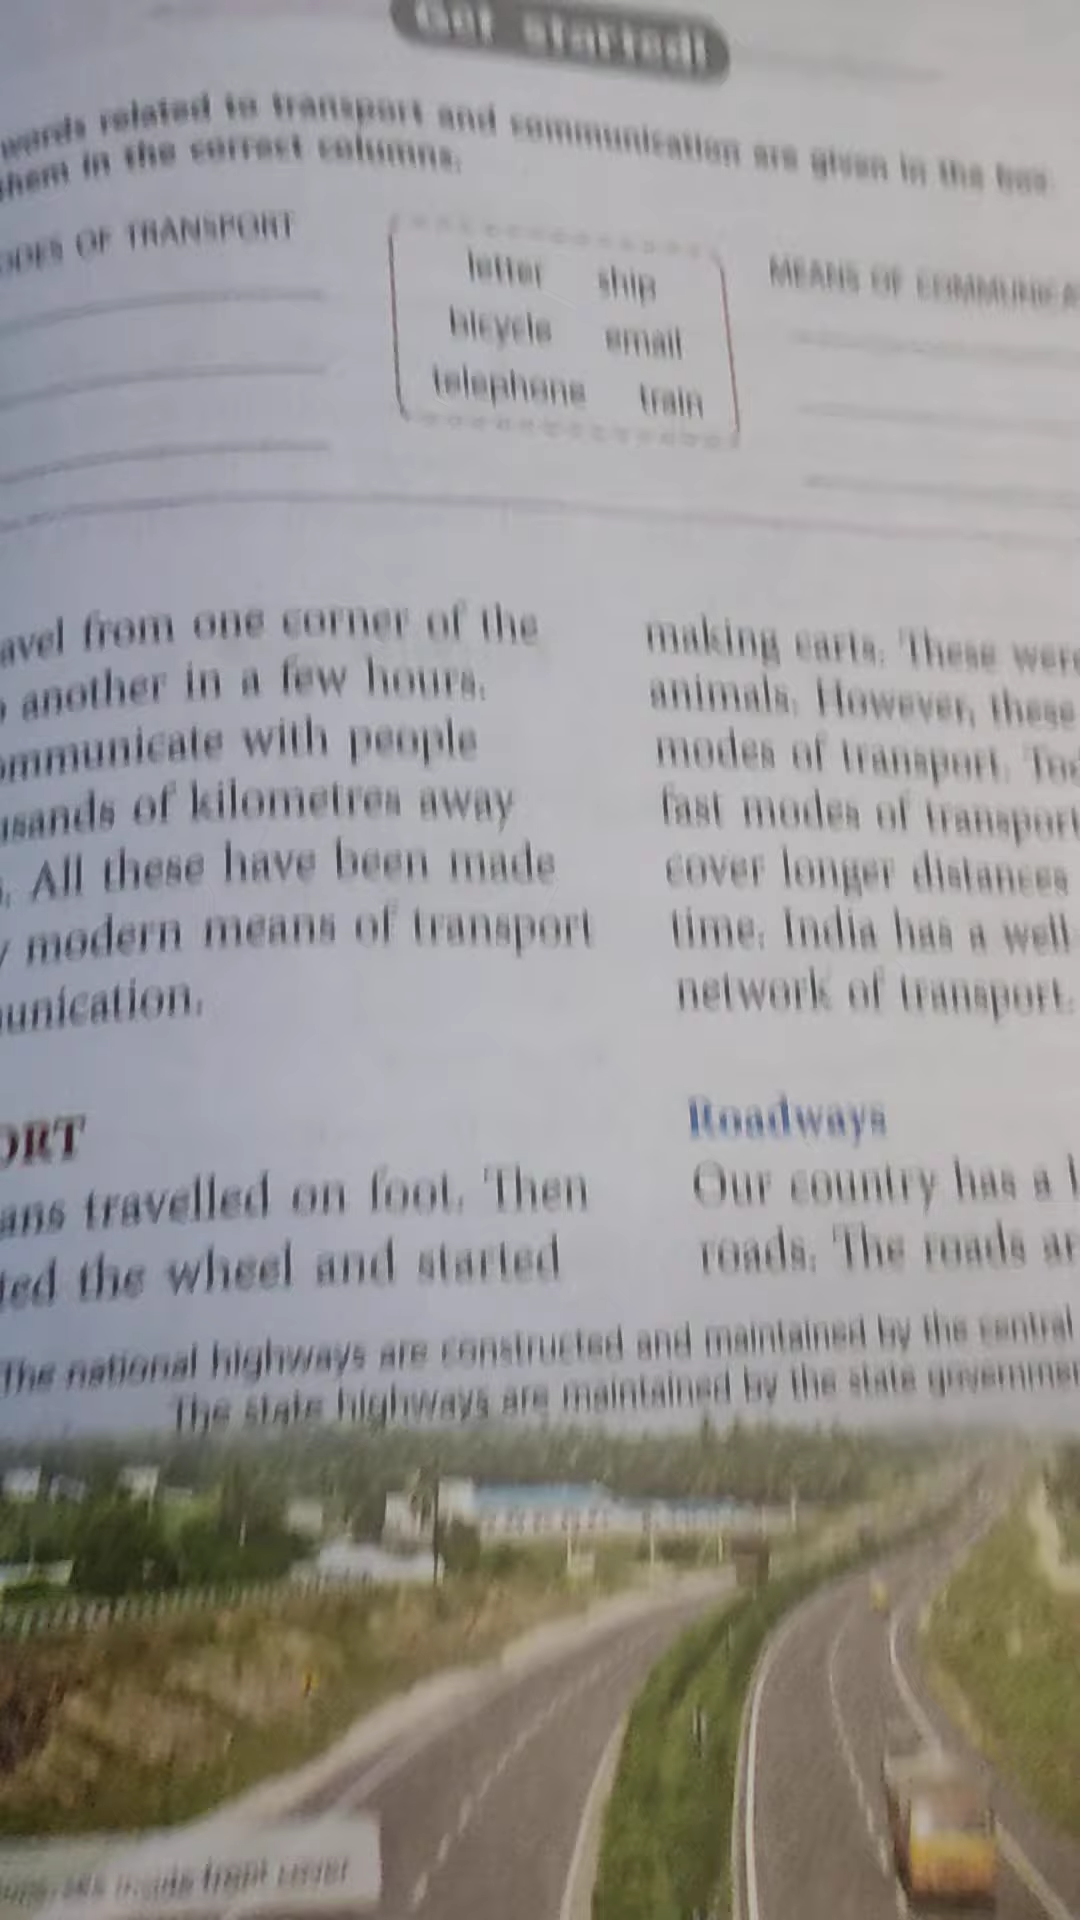 Get started!
words related to transport and communication are given in the box.
them in the correct columns.
ODES OF TRANSPORT
letter ship
bicycle email
telephone train
MEANS OF COMMUNICA
avel from one corner of the
another in a few hours.
ommunicate with people
usands of kilometres away
. All these have been made
y modern means of transport
unication.
ORT
ans travelled on foot. Then
ted the wheel and started
making carts. These were
animals. However, these
modes of transport. Tod
fast modes of transport
cover longer distances
time. India has a well
network of transport.
Roadways
Our country has a l
roads. The roads ar
The national highways are constructed and maintained by the central
The state highways are maintained by the state governmen